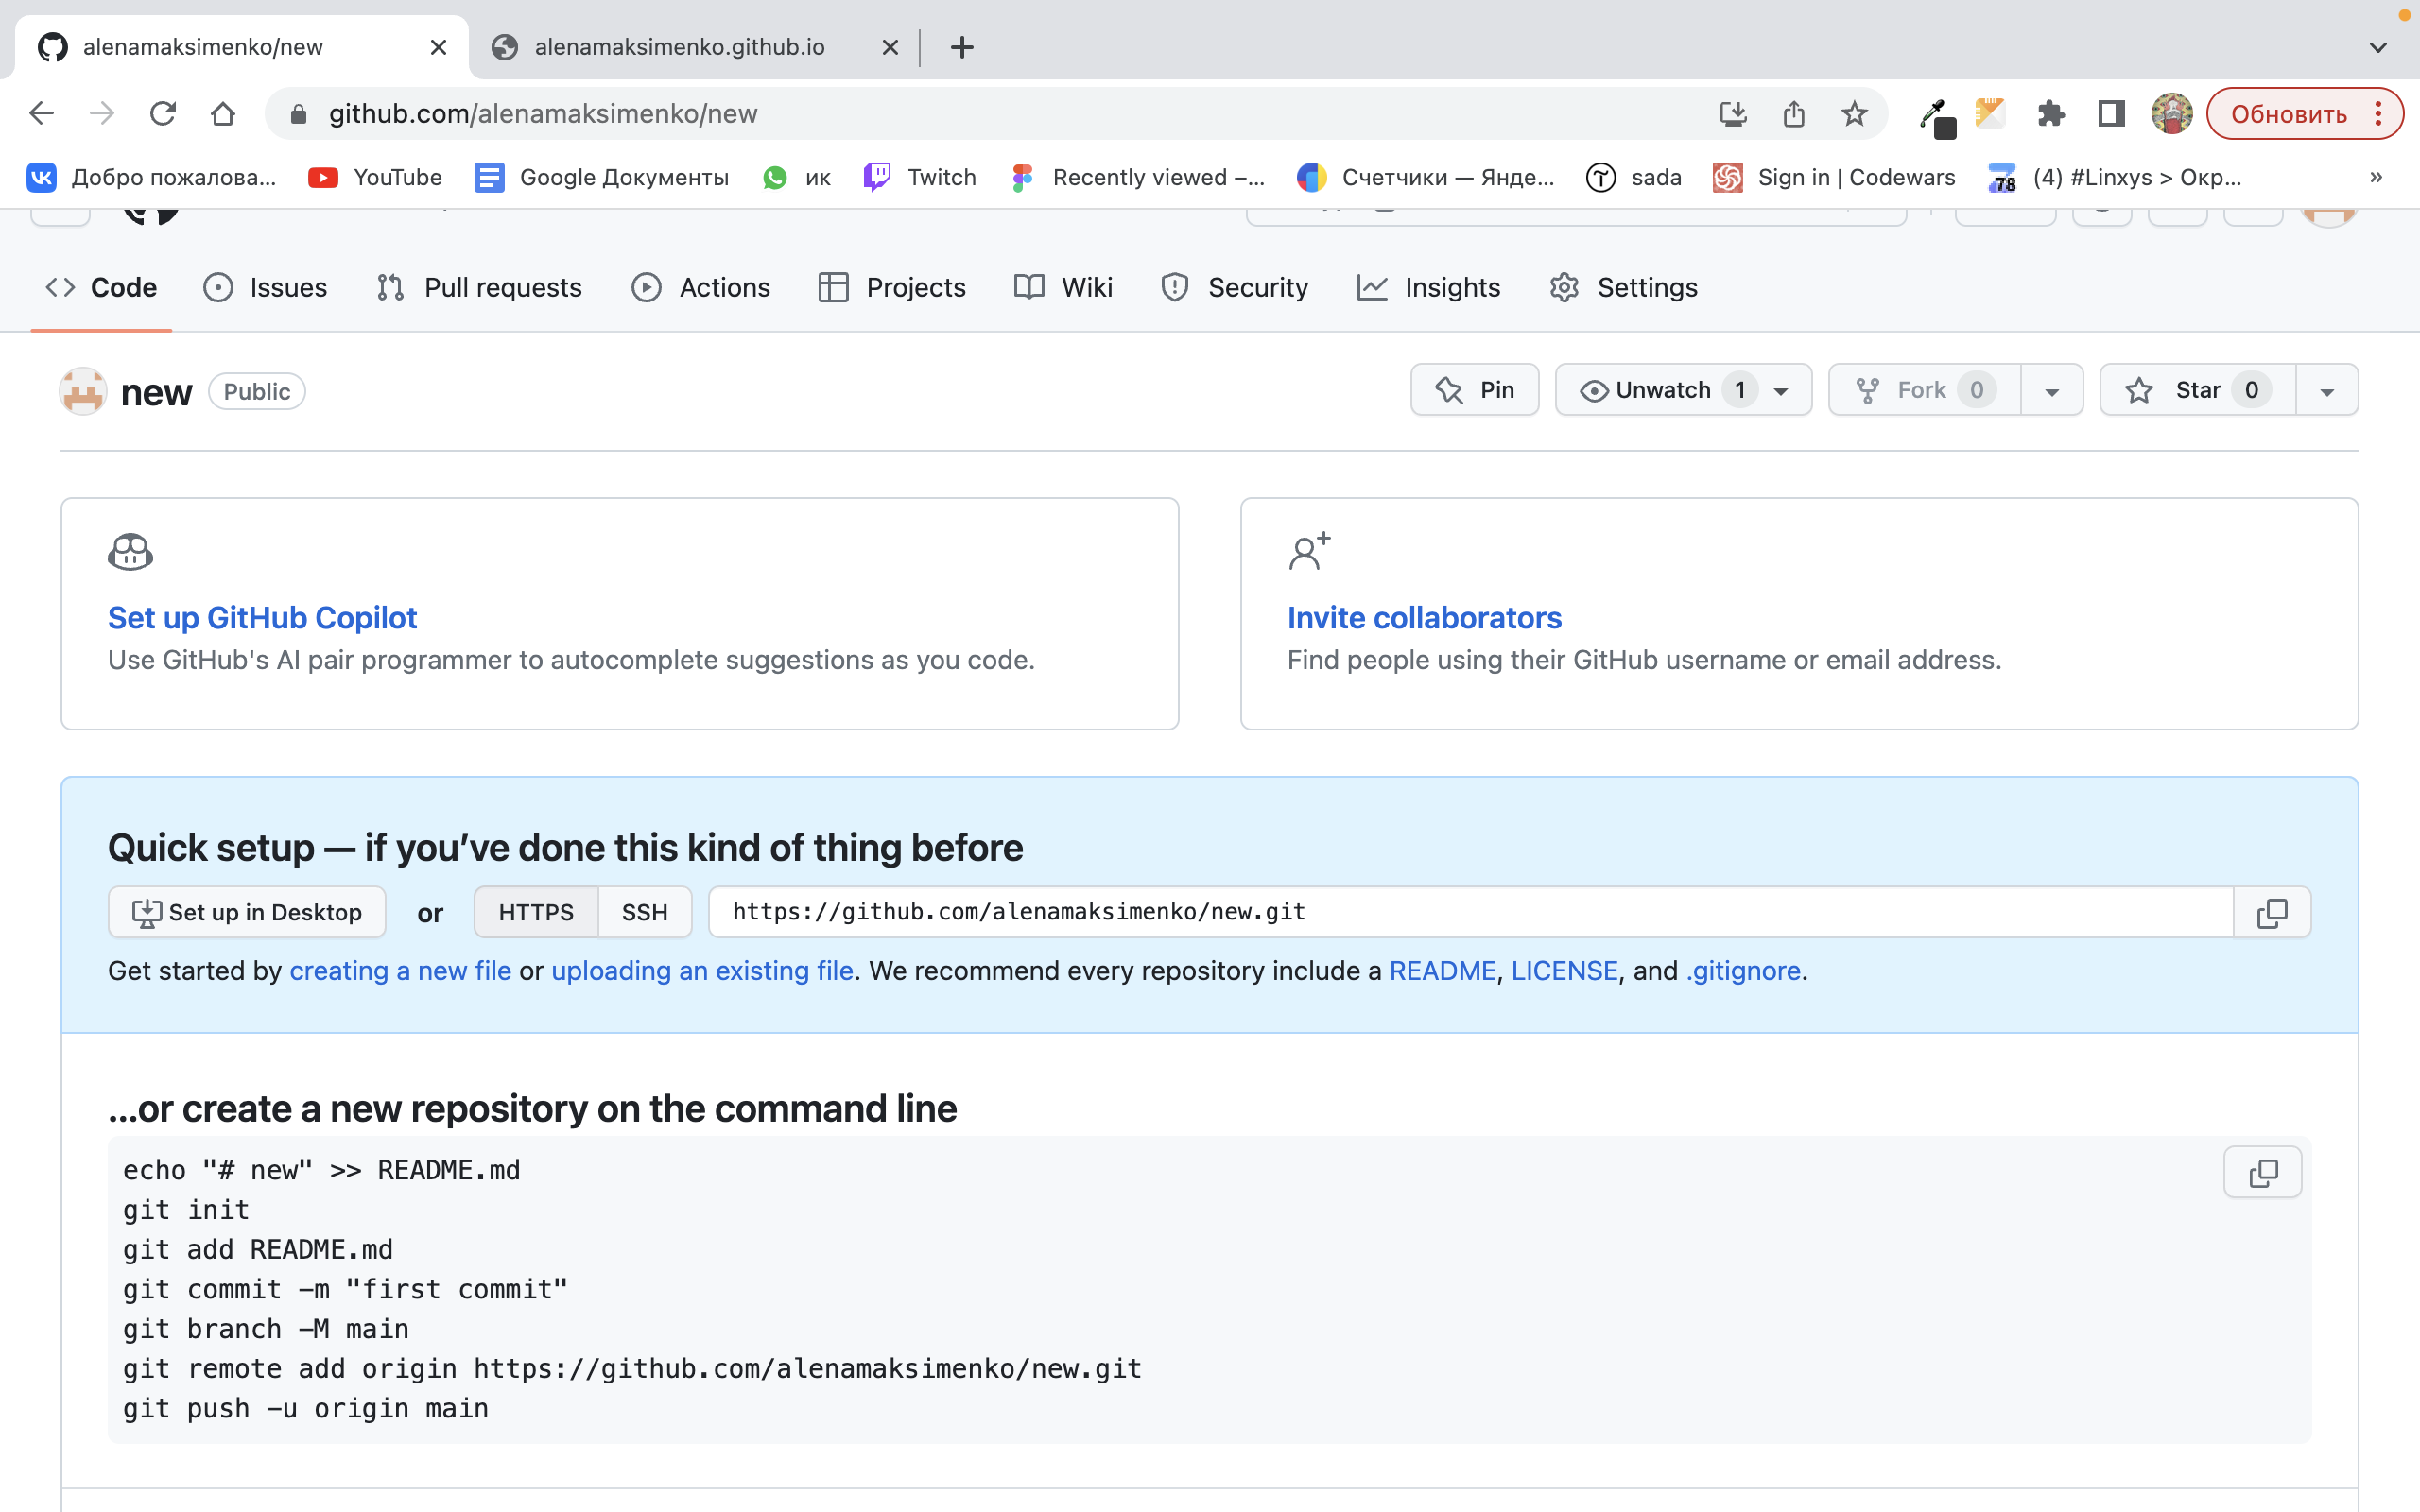 alenamaksimenko/new
alenamaksimenko.github.io
github.com/alenamaksimenko/new
Обновить
Добро пожалова...
YouTube
Google Документы
ик
Twitch
Recently viewed –...
Счетчики — Янде...
sada
Sign in | Codewars
78
(4) #Linxys > Окр...
»
Code
Issues
Pull requests
Actions
Projects
Wiki
Security
Insights
Settings
new
Public
Pin
Unwatch 1
Fork 0
Star 0
Set up GitHub Copilot
Use GitHub's AI pair programmer to autocomplete suggestions as you code.
Invite collaborators
Find people using their GitHub username or email address.
Quick setup — if you’ve done this kind of thing before
Set up in Desktop
or
HTTPS
SSH
https://github.com/alenamaksimenko/new.git
Get started by creating a new file or uploading an existing file. We recommend every repository include a README, LICENSE, and .gitignore.
…or create a new repository on the command line
echo "# new" >> README.md
git init
git add README.md
git commit -m "first commit"
git branch -M main
git remote add origin https://github.com/alenamaksimenko/new.git
git push -u origin main